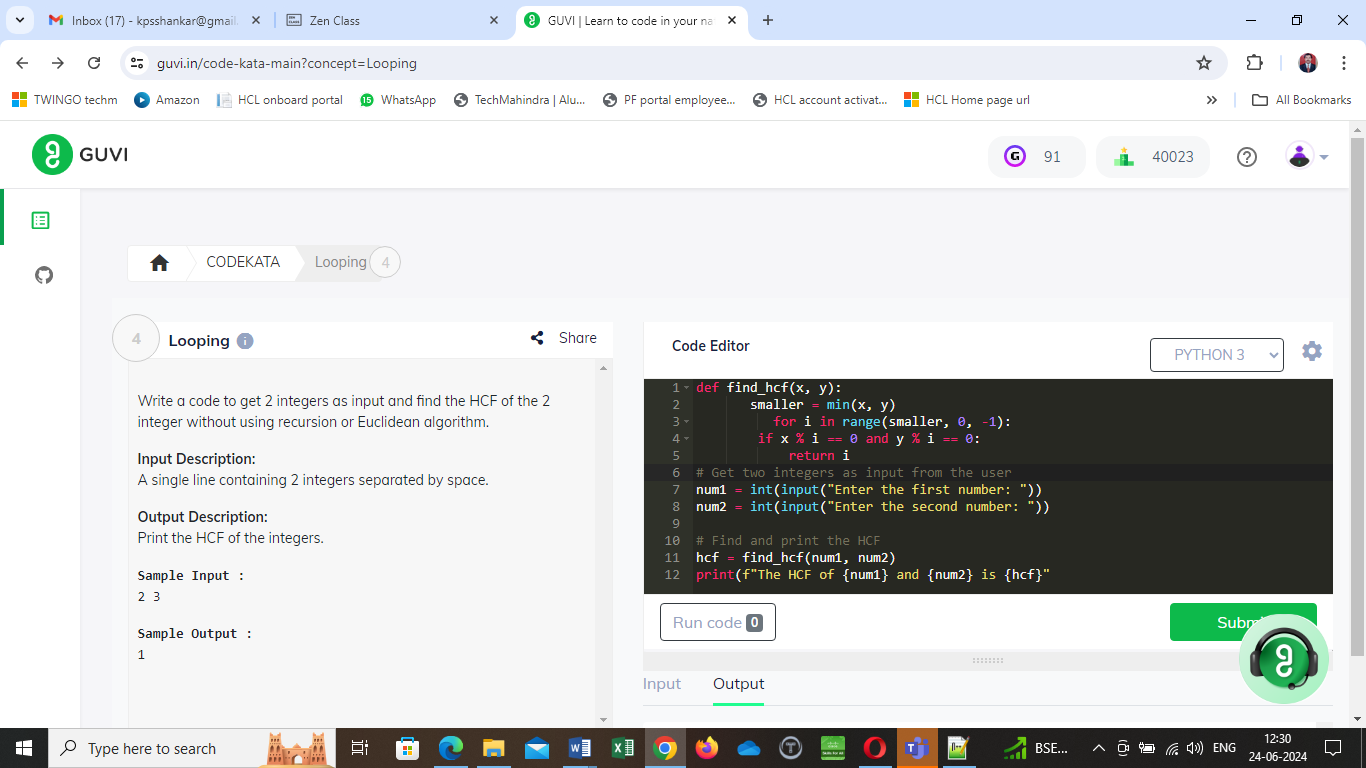 Inbox (17) - kpsshankar@gmail.
Zen Class
GUVI | Learn to code in your na
guvi.in/code-kata-main?concept=Looping
TWINGO techm
Amazon
HCL onboard portal
15 WhatsApp
TechMahindra | Alu...
PF portal employee...
HCL account activat...
HCL Home page url
»
All Bookmarks
GUVI
G 91
40023
?
CODEKATA
Looping 4
4
Looping i
Share
Write a code to get 2 integers as input and find the HCF of the 2
integer without using recursion or Euclidean algorithm.
Input Description:
A single line containing 2 integers separated by space.
Output Description:
Print the HCF of the integers.
Sample Input :
2 3
Sample Output :
1
Code Editor
PYTHON 3
1 def find_hcf(x, y):
2 smaller = min(x, y)
3 for i in range(smaller, 0, -1):
4 if x % i == 0 and y % i == 0:
5 return i
6 # Get two integers as input from the user
7 num1 = int(input("Enter the first number: "))
8 num2 = int(input("Enter the second number: "))
9
10 # Find and print the HCF
11 hcf = find_hcf(num1, num2)
12 print(f"The HCF of {num1} and {num2} is {hcf}"
Run code 0
Input
Output
Type here to search
BSE...
ENG
12:30
24-06-2024